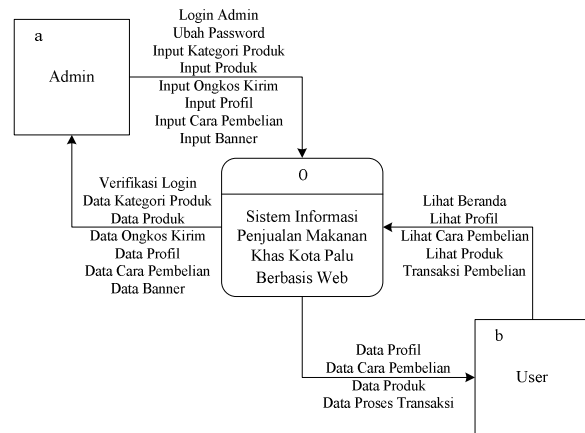 a
Admin
Login Admin
Ubah Password
Input Kategori Produk
Input Produk
Input Ongkos Kirim
Input Profil
Input Cara Pembelian
Input Banner
0
Sistem Informasi
Penjualan Makanan
Khas Kota Palu
Berbasis Web
Verifikasi Login
Data Kategori Produk
Data Produk
Data Ongkos Kirim
Data Profil
Data Cara Pembelian
Data Banner
Lihat Beranda
Lihat Profil
Lihat Cara Pembelian
Lihat Produk
Transaksi Pembelian
b
User
Data Profil
Data Cara Pembelian
Data Produk
Data Proses Transaksi